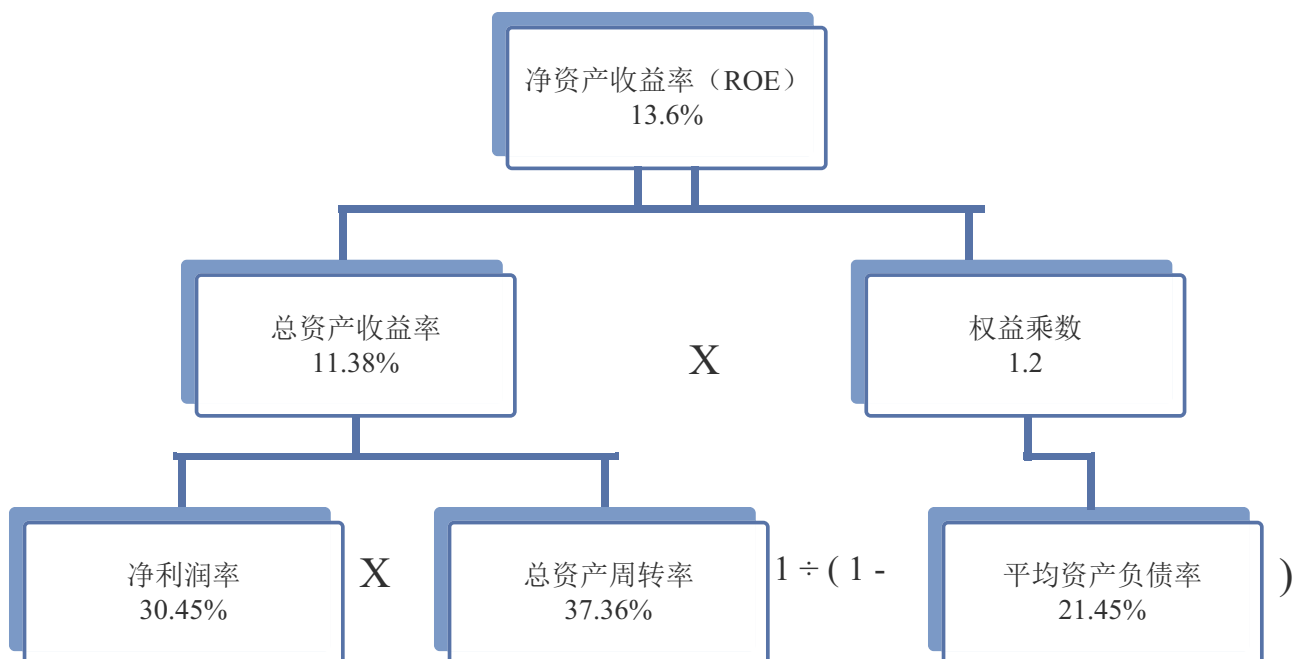 净资产收益率（ROE）
13.6%
总资产收益率
11.38%
X
权益乘数
1.2
净利润率
30.45%
X
总资产周转率
37.36%
1 ÷ ( 1 -
平均资产负债率
21.45%
)